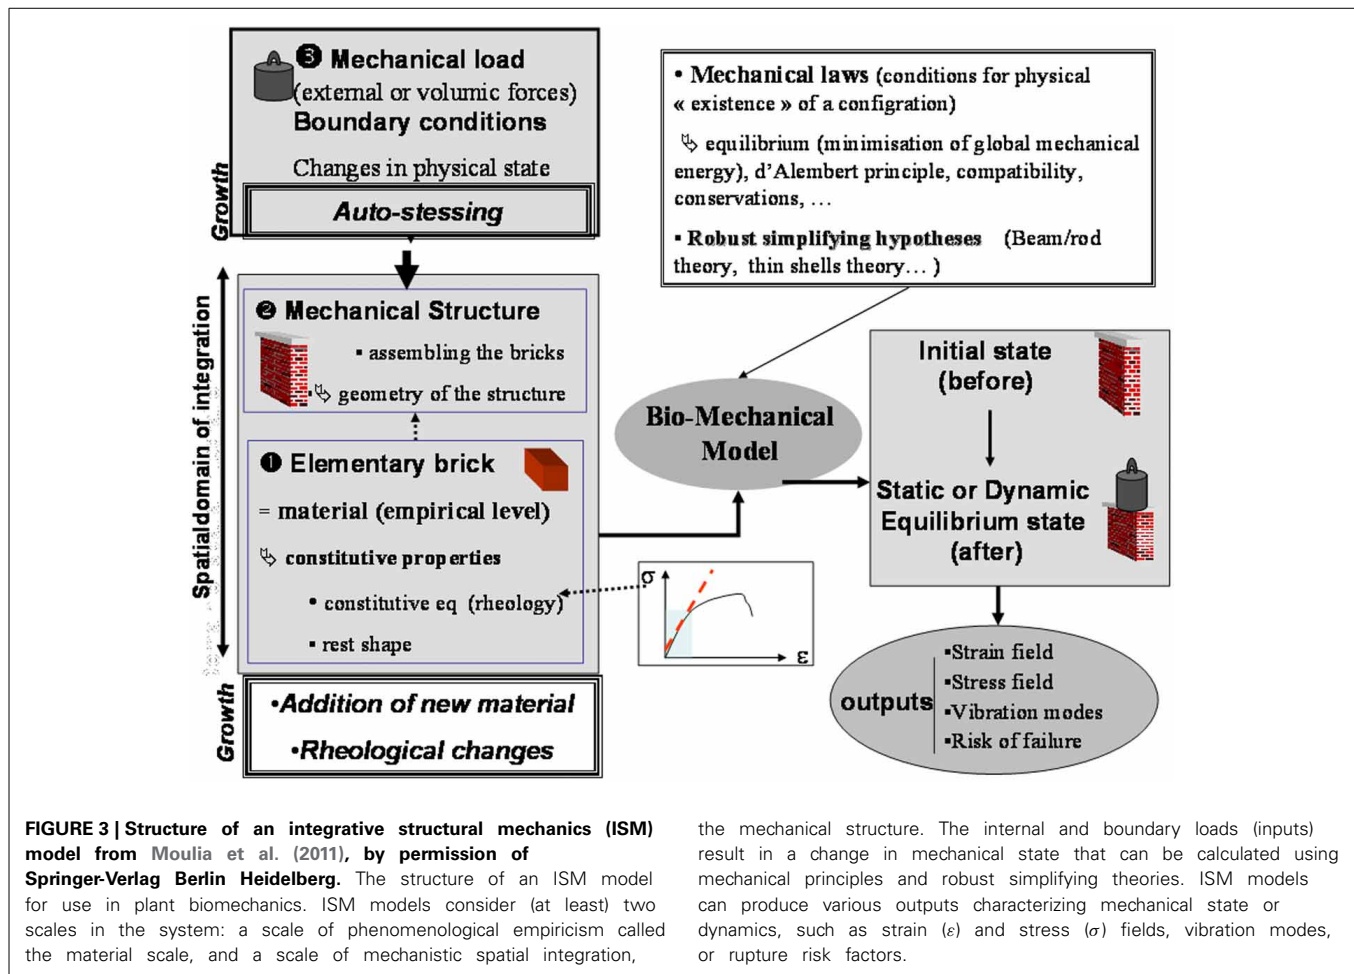 ❸ Mechanical load
(external or volumic forces)
Boundary conditions
Changes in physical state
Auto-stessing
Growth
Spatialdomain of integration
❷ Mechanical Structure
▪ assembling the bricks
▪ geometry of the structure
❶ Elementary brick
= material (empirical level)
constitutive properties
• constitutive eq (rheology)
▪ rest shape
Growth
•Addition of new material
•Rheological changes
• Mechanical laws (conditions for physical
« existence » of a configration)
equilibrium (minimisation of global mechanical
energy), d'Alembert principle, compatibility,
conservations, …
▪ Robust simplifying hypotheses (Beam/rod
theory, thin shells theory… )
Bio-Mechanical
Model
σ
ε
Initial state
(before)
Static or Dynamic
Equilibrium state
(after)
outputs
▪Strain field
▪Stress field
▪Vibration modes
▪Risk of failure
FIGURE 3 | Structure of an integrative structural mechanics (ISM)
model from Moulia et al. (2011), by permission of
Springer-Verlag Berlin Heidelberg. The structure of an ISM model
for use in plant biomechanics. ISM models consider (at least) two
scales in the system: a scale of phenomenological empiricism called
the material scale, and a scale of mechanistic spatial integration,
the mechanical structure. The internal and boundary loads (inputs)
result in a change in mechanical state that can be calculated using
mechanical principles and robust simplifying theories. ISM models
can produce various outputs characterizing mechanical state or
dynamics, such as strain (ε) and stress (σ) fields, vibration modes,
or rupture risk factors.